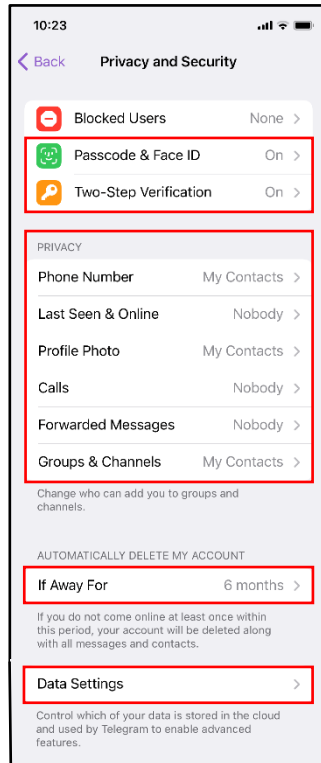 10:23
Back Privacy and Security
Blocked Users None
Passcode & Face ID On
Two-Step Verification On
PRIVACY
Phone Number My Contacts
Last Seen & Online Nobody
Profile Photo My Contacts
Calls Nobody
Forwarded Messages Nobody
Groups & Channels My Contacts
Change who can add you to groups and
channels.
AUTOMATICALLY DELETE MY ACCOUNT
If Away For 6 months
If you do not come online at least once within
this period, your account will be deleted along
with all messages and contacts.
Data Settings
Control which of your data is stored in the cloud
and used by Telegram to enable advanced
features.